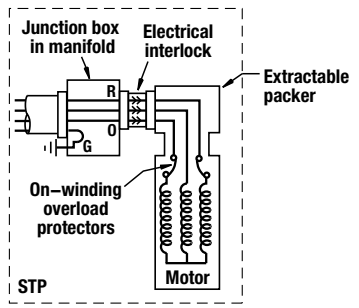 Junction box
in manifold
Electrical
interlock
Extractable
packer
R
O
G
On–winding
overload
protectors
STP
Motor